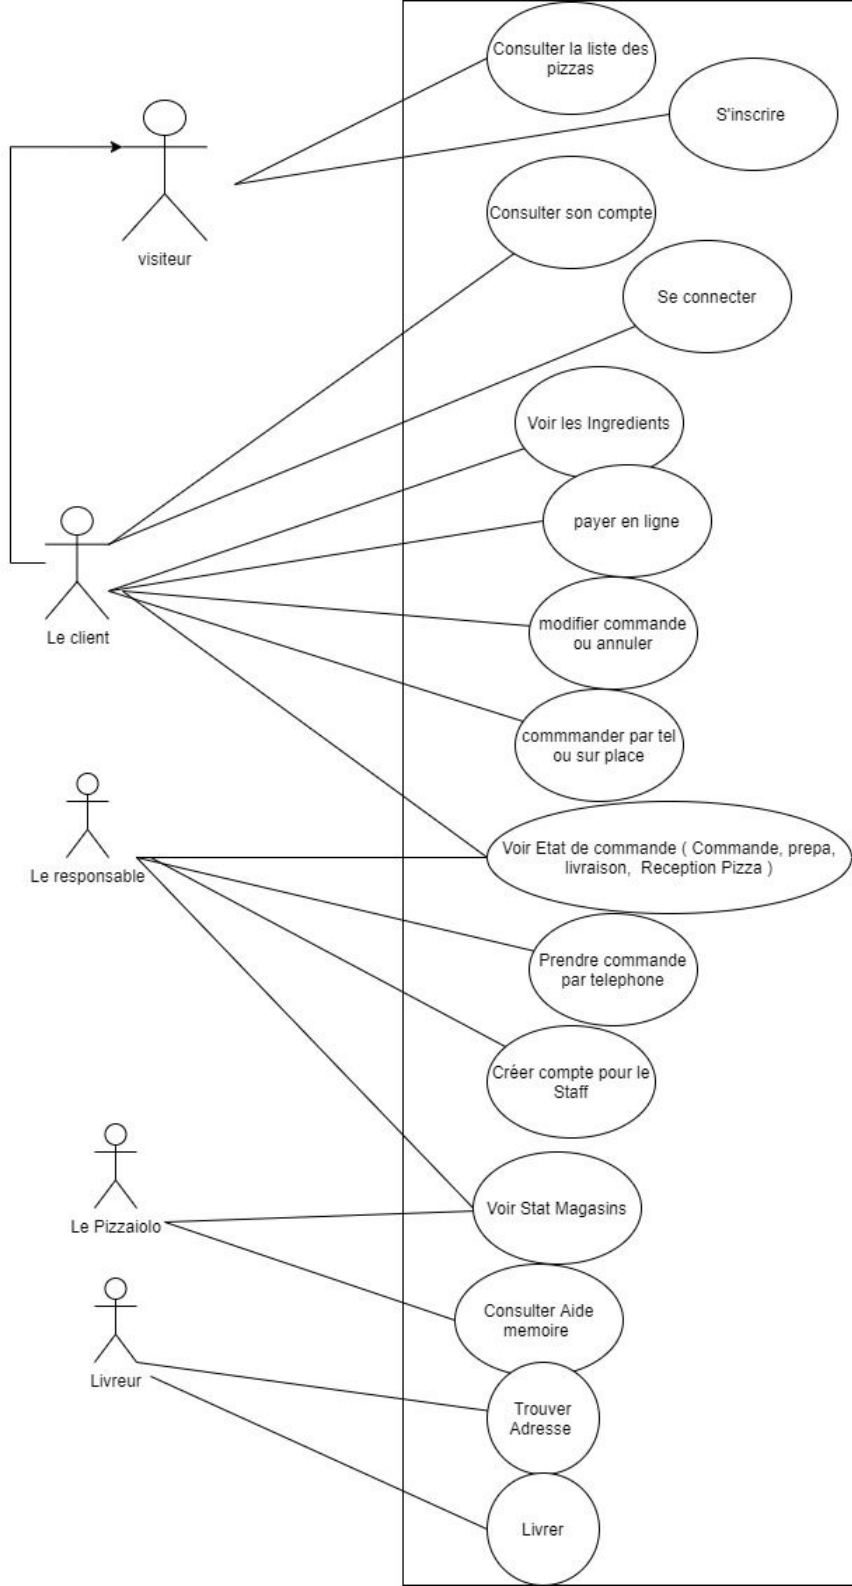 Consulter la liste des
pizzas
S'inscrire
visiteur
Consulter son compte
Se connecter
Voir les Ingredients
payer en ligne
modifier commande
ou annuler
Le client
commmander par tel
ou sur place
Le responsable
Voir Etat de commande ( Commande, prepa,
livraison, Reception Pizza )
Prendre commande
par telephone
Créer compte pour le
Staff
Voir Stat Magasins
Le Pizzaiolo
Consulter Aide
memoire
Livreur
Trouver
Adresse
Livrer